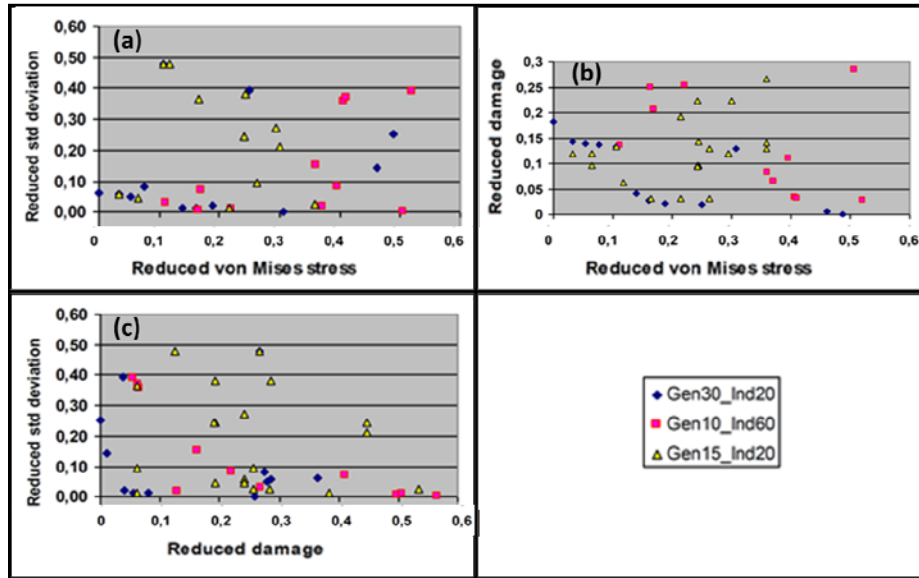 (a)
0,60
0,50
0,40
0,30
0,20
0,10
0,00
0 0,1 0,2 0,3 0,4 0,5 0,6
Reduced std deviation
Reduced von Mises stress
(b)
0,3
0,25
0,2
0,15
0,1
0,05
0
0 0,1 0,2 0,3 0,4 0,5 0,6
Reduced damage
Reduced von Mises stress
(c)
0,60
0,50
0,40
0,30
0,20
0,10
0,00
0 0,1 0,2 0,3 0,4 0,5 0,6
Reduced std deviation
Reduced damage
Gen30_Ind20
Gen10_Ind60
Gen15_Ind20